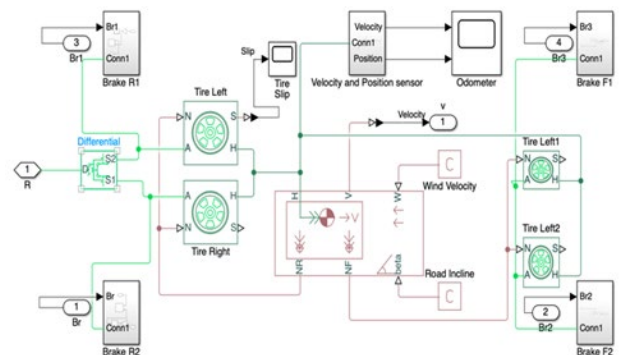 Br1
3
Br1
Conn1
Brake R1
Slip
Tire
Slip
Velocity
Conn1
Position
Velocity and Position sensor
Odometer
Br3
4
Br3
Conn1
Brake F1
Tire Left
N
S
A
H
Differential
1
R
D
S2
S1
A
H
N
S
Tire Right
v
Velocity
1
H
V
W
C
Wind Velocity
V
NR
NF
beta
Road Incline
C
Tire Left1
N
S
A
H
Tire Left2
N
S
A
H
Br
1
Br
Conn1
Brake R2
Br2
2
Br2
Conn1
Brake F2